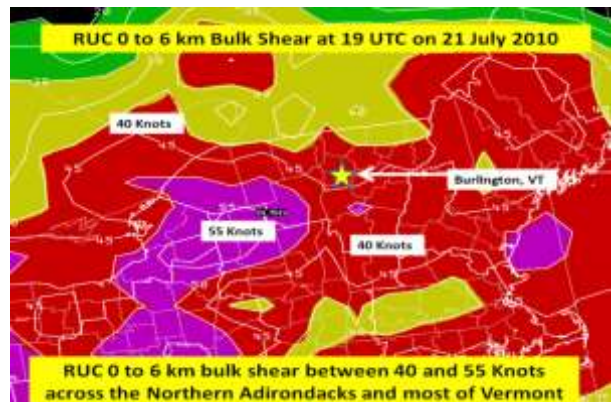 RUC 0 to 6 km Bulk Shear at 19 UTC on 21 July 2010
40 Knots
Burlington, VT
55 Knots
40 Knots
RUC 0 to 6 km bulk shear between 40 and 55 Knots
across the Northern Adirondacks and most of Vermont